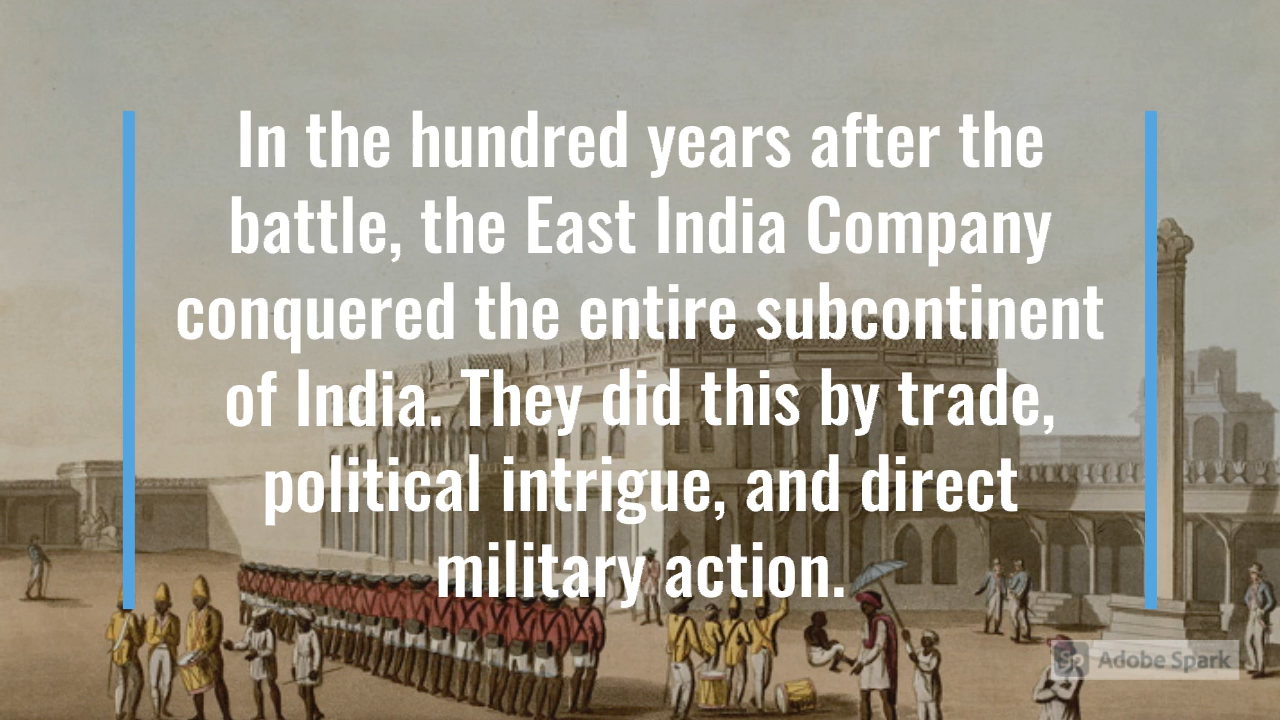 In the hundred years after the
battle, the East India Company
conquered the entire subcontinent
of India. They did this by trade,
political intrigue, and direct
military action.
Sp Adobe Spark